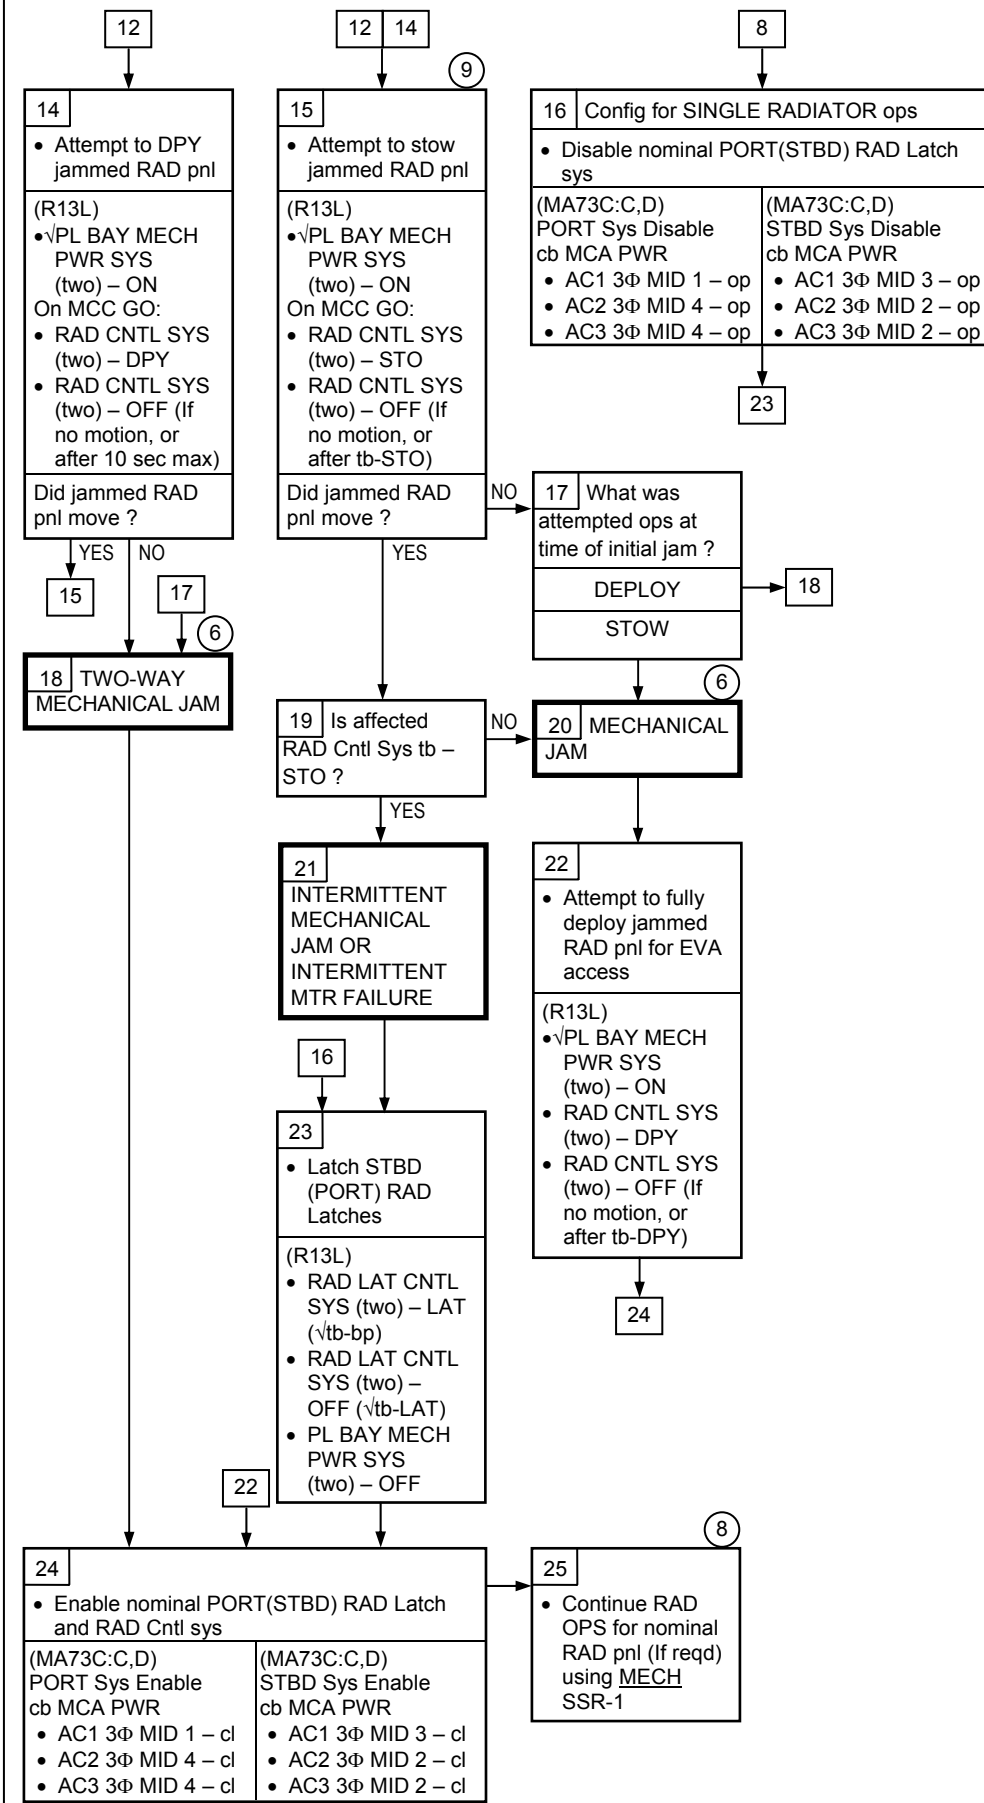 12
12 14
8
9
14
• Attempt to DPY
jammed RAD pnl
(R13L)
•√PL BAY MECH
PWR SYS
(two) – ON
On MCC GO:
• RAD CNTL SYS
(two) – DPY
• RAD CNTL SYS
(two) – OFF (If
no motion, or
after 10 sec max)
Did jammed RAD
pnl move ?
YES NO
15
17
6
18 TWO-WAY
MECHANICAL JAM
15
• Attempt to stow
jammed RAD pnl
(R13L)
•√PL BAY MECH
PWR SYS
(two) – ON
On MCC GO:
• RAD CNTL SYS
(two) – STO
• RAD CNTL SYS
(two) – OFF (If
no motion, or
after tb-STO)
Did jammed RAD
pnl move ?
NO
YES
16 Config for SINGLE RADIATOR ops
• Disable nominal PORT(STBD) RAD Latch
sys
(MA73C:C,D)
PORT Sys Disable
cb MCA PWR
• AC1 3Φ MID 1 – op
• AC2 3Φ MID 4 – op
• AC3 3Φ MID 4 – op
(MA73C:C,D)
STBD Sys Disable
cb MCA PWR
• AC1 3Φ MID 3 – op
• AC2 3Φ MID 2 – op
• AC3 3Φ MID 2 – op
23
17 What was
attempted ops at
time of initial jam ?
DEPLOY
STOW
18
6
19 Is affected
RAD Cntl Sys tb –
STO ?
NO
YES
20 MECHANICAL
JAM
21
INTERMITTENT
MECHANICAL
JAM OR
INTERMITTENT
MTR FAILURE
22
• Attempt to fully
deploy jammed
RAD pnl for EVA
access
(R13L)
•√PL BAY MECH
PWR SYS
(two) – ON
• RAD CNTL SYS
(two) – DPY
• RAD CNTL SYS
(two) – OFF (If
no motion, or
after tb-DPY)
24
16
23
• Latch STBD
(PORT) RAD
Latches
(R13L)
• RAD LAT CNTL
SYS (two) – LAT
(√tb-bp)
• RAD LAT CNTL
SYS (two) –
OFF (√tb-LAT)
• PL BAY MECH
PWR SYS
(two) – OFF
22
24
• Enable nominal PORT(STBD) RAD Latch
and RAD Cntl sys
(MA73C:C,D)
PORT Sys Enable
cb MCA PWR
• AC1 3Φ MID 1 – cl
• AC2 3Φ MID 4 – cl
• AC3 3Φ MID 4 – cl
(MA73C:C,D)
STBD Sys Enable
cb MCA PWR
• AC1 3Φ MID 3 – cl
• AC2 3Φ MID 2 – cl
• AC3 3Φ MID 2 – cl
8
25
• Continue RAD
OPS for nominal
RAD pnl (If reqd)
using MECH
SSR-1